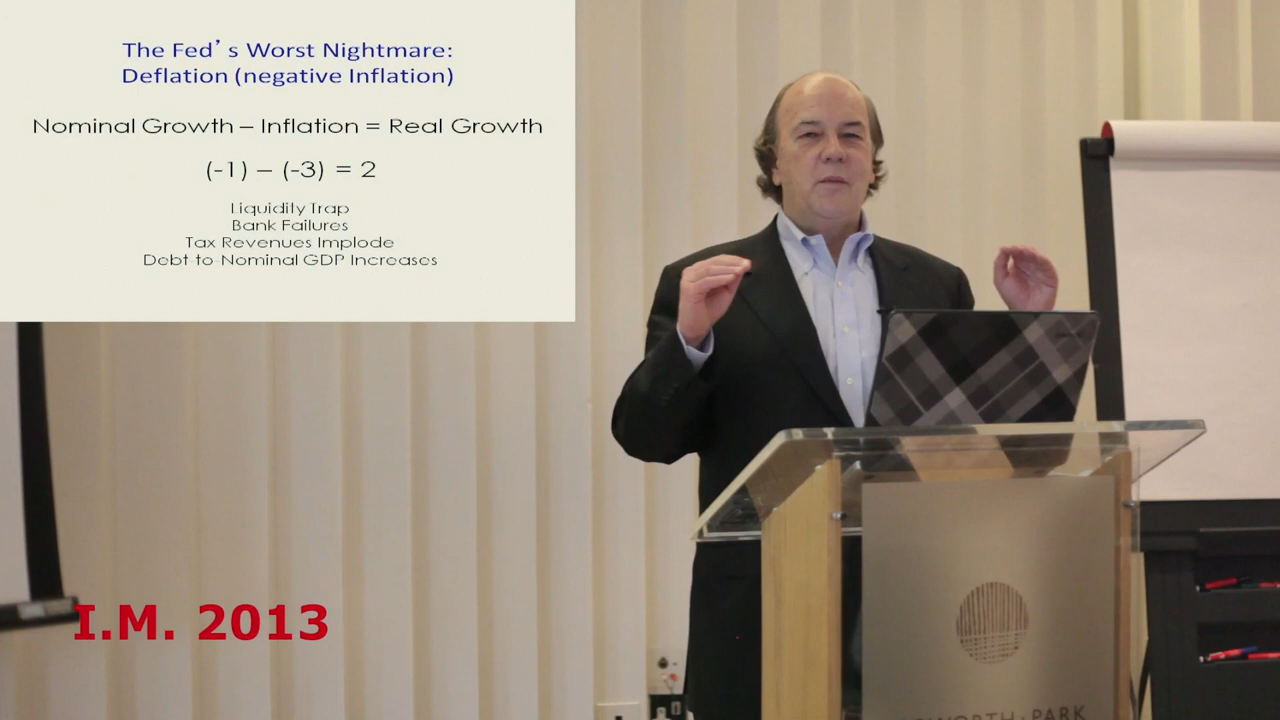 The Fed's Worst Nightmare:
Deflation (negative Inflation)
Nominal Growth – Inflation = Real Growth
(-1) – (-3) = 2
Liquidity Trap
Bank Failures
Tax Revenues Implode
Debt-to-Nominal GDP Increases
I.M. 2013
PARK